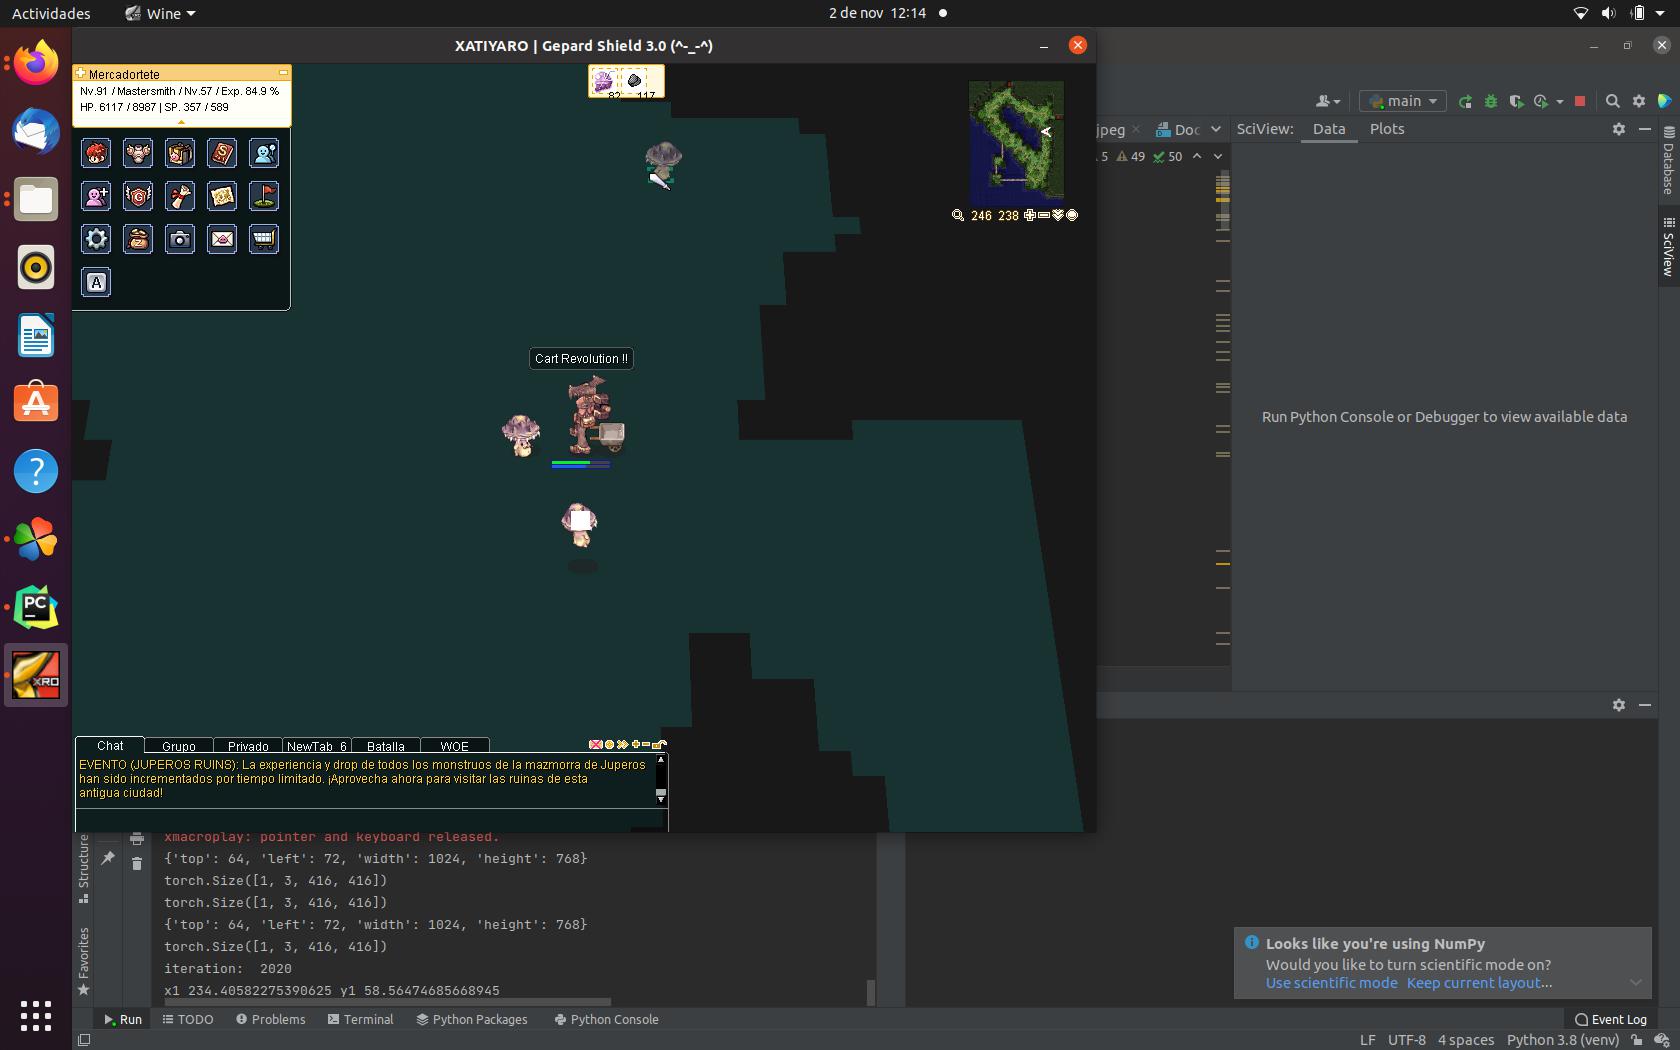 Actividades
Wine
2 de nov 12:14
XATIYARO | Gepard Shield 3.0 (^-_-^)
Mercadortete
Nv.91 / Mastersmith / Nv.57 / Exp. 84.9 %
HP. 6117 / 8987 | SP. 357 / 589
82 117
A
246 238
Cart Revolution !!
Chat Grupo Privado NewTab_6 Batalla WOE
EVENTO (JUPEROS RUINS): La experiencia y drop de todos los monstruos de la mazmorra de Juperos
han sido incrementados por tiempo limitado. ¡Aprovecha ahora para visitar las ruinas de esta
antigua ciudad!
main
jpeg
Doc
SciView: Data Plots
5 49 50
Database
SciView
Run Python Console or Debugger to view available data
PC
XRO
Structure
Favorites
xmacroplay: pointer and keyboard released.
{'top': 64, 'left': 72, 'width': 1024, 'height': 768}
torch.Size([1, 3, 416, 416])
torch.Size([1, 3, 416, 416])
{'top': 64, 'left': 72, 'width': 1024, 'height': 768}
torch.Size([1, 3, 416, 416])
iteration:  2020
x1 234.40582275390625 y1 58.56474685668945
Looks like you're using NumPy
Would you like to turn scientific mode on?
Use scientific mode Keep current layout...
Run TODO Problems Terminal Python Packages Python Console
Event Log
LF UTF-8 4 spaces Python 3.8 (venv)